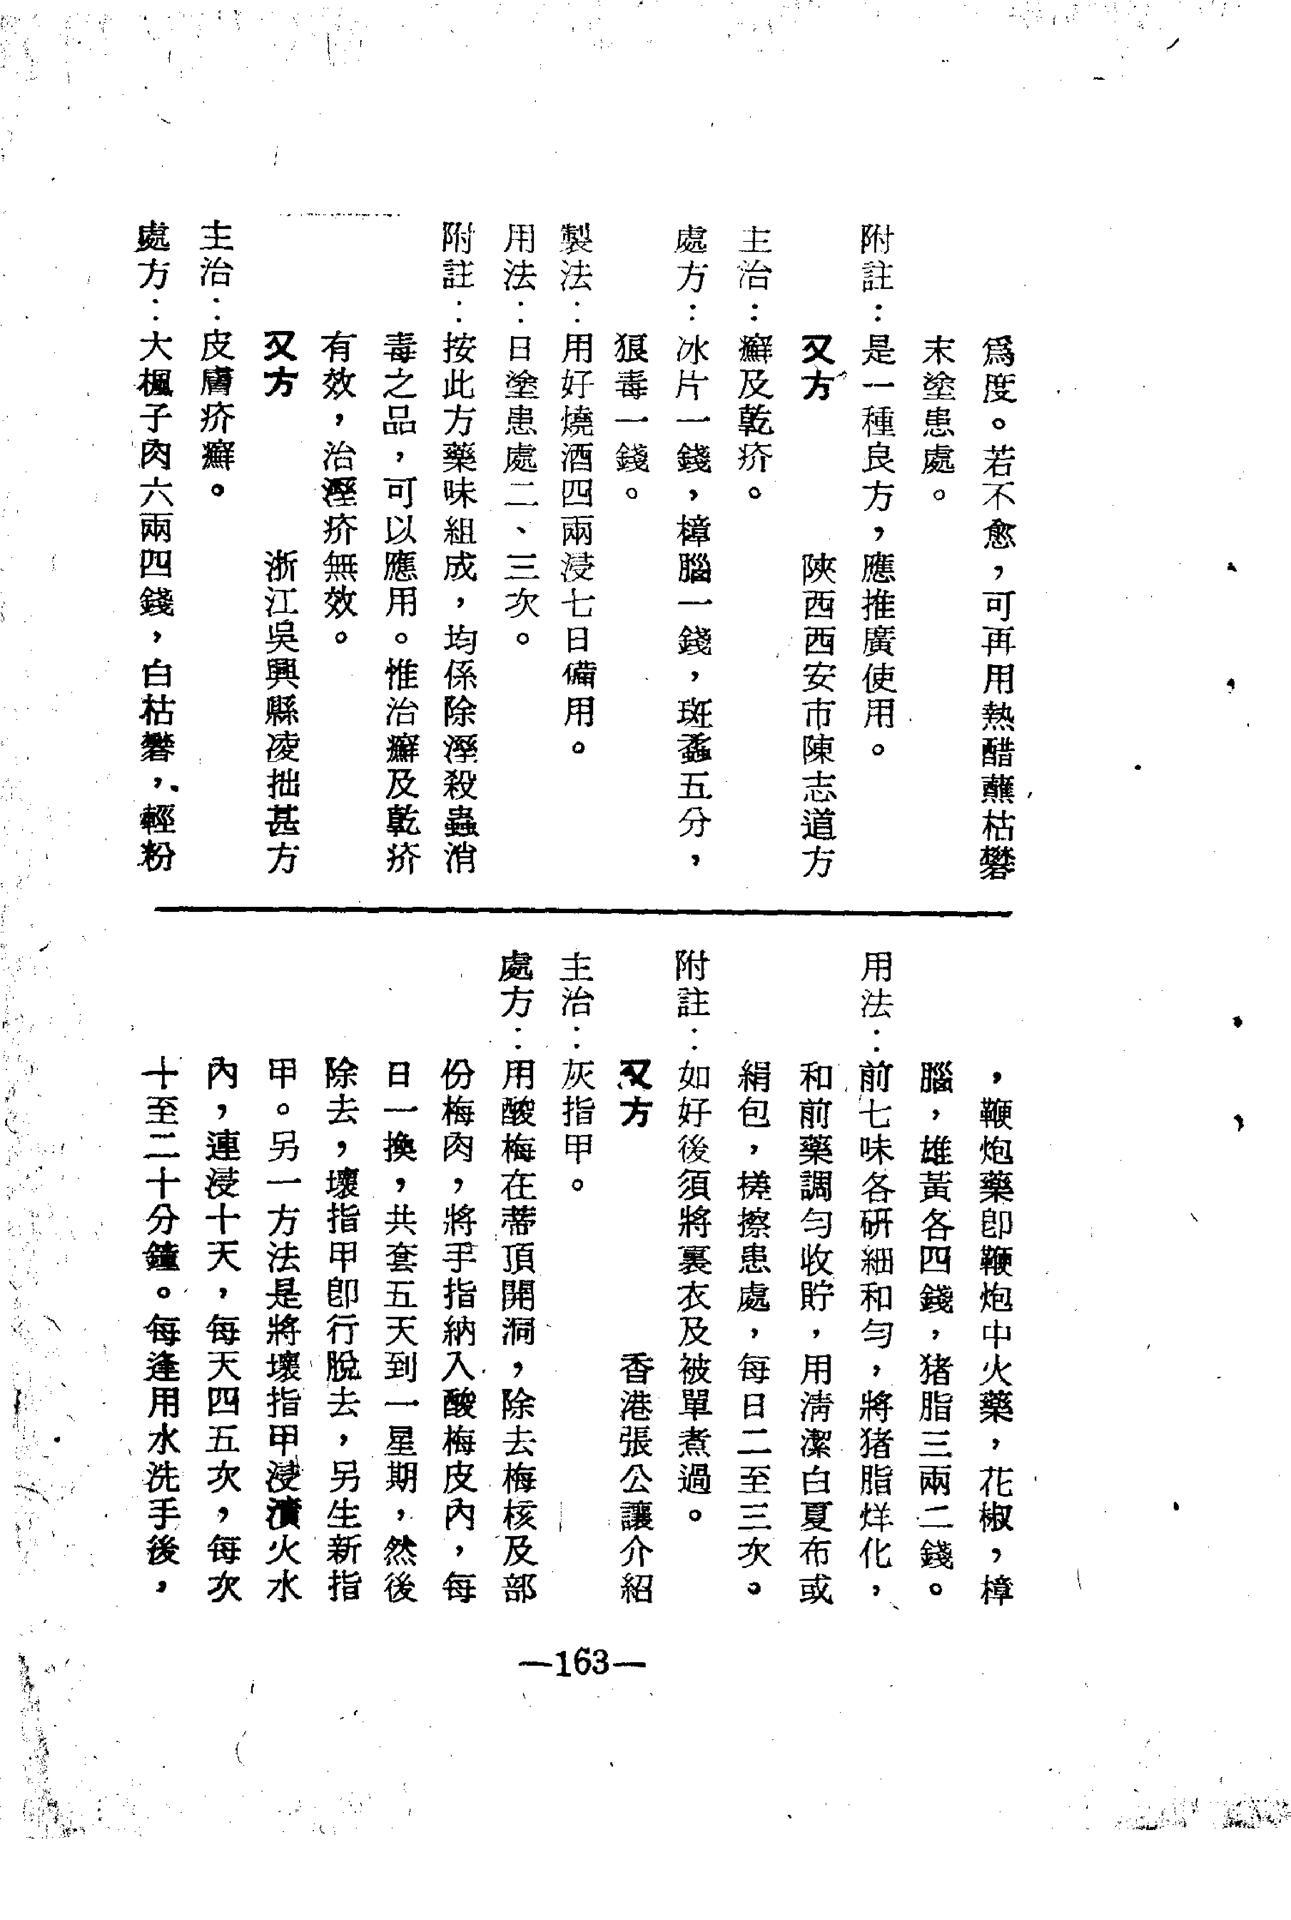 爲度。若不愈，可再用熱醋蘸枯礬
末塗患處。
附註：是一種良方，應推廣使用。
又方　陝西西安市陳志道方
主治：癬及乾疥。
處方：冰片一錢，樟腦一錢，斑蝥五分，
狼毒一錢。
製法：用好燒酒四兩浸七日備用。
用法：日塗患處二、三次。
附註：按此方藥味組成，均係除溼殺蟲消
毒之品，可以應用。惟治癬及乾疥
有效，治溼疥無效。
又方　浙江吳興縣凌拙甚方
主治：皮膚疥癬。
處方：大楓子肉六兩四錢，白枯礬，輕粉
，鞭炮藥卽鞭炮中火藥，花椒，樟
腦，雄黃各四錢，猪脂三兩二錢。
用法：前七味各研細和勻，將猪脂烊化，
和前藥調勻收貯，用清潔白夏布或
絹包，搓擦患處，每日二至三次。
附註：如好後須將裏衣及被單煮過。
又方　香港張公讓介紹
主治：灰指甲。
處方：用酸梅在蒂頂開洞，除去梅核及部
份梅肉，將手指納入酸梅皮內，每
日一換，共套五天到一星期，然後
除去，壞指甲卽行脫去，另生新指
甲。另一方法是將壞指甲浸漬火水
內，連浸十天，每天四五次，每次
十至二十分鐘。每逢用水洗手後，
—163—